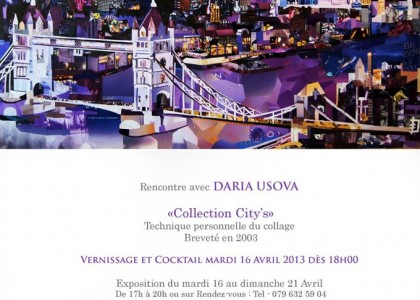 Rencontre avec DARIA USOVA
«Collection City's»
Technique personnelle du collage
Breveté en 2003
Vernissage et Cocktail mardi 16 Avril 2013 dès 18h00
Exposition du mardi 16 au dimanche 21 Avril
De 17h à 20h ou sur Rendez-vous : Tel - 079 632 59 04